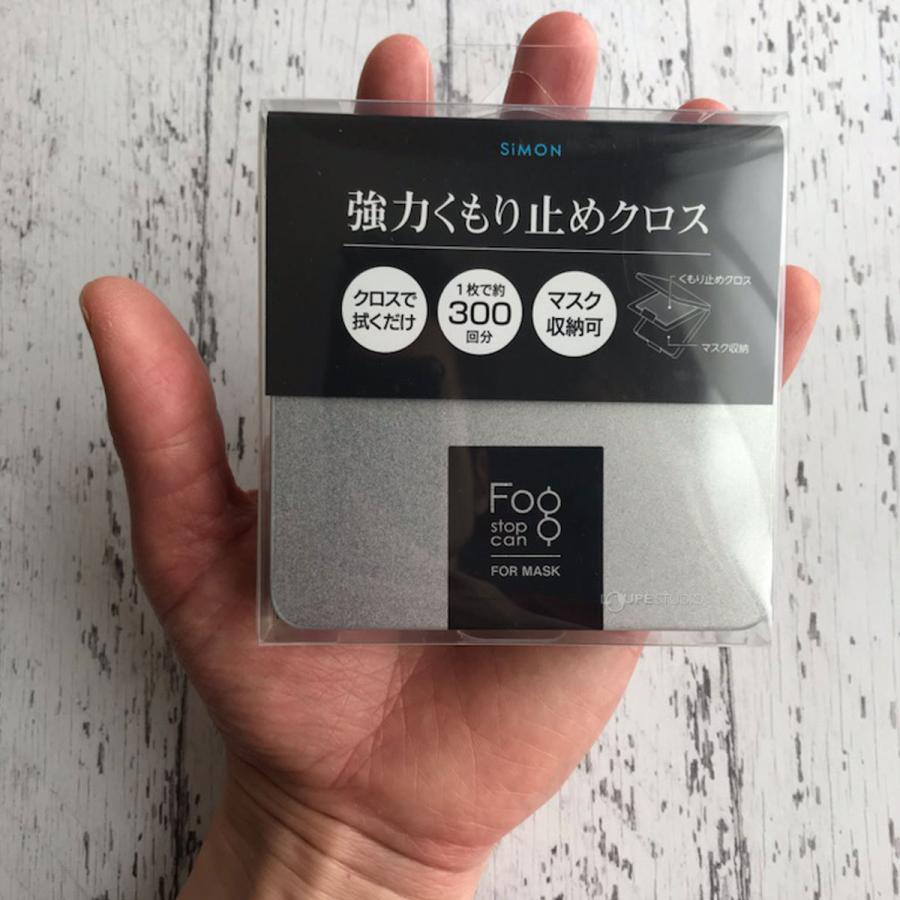 SiMON
強力くもり止めクロス
クロスで
拭くだけ
1枚で約
300
回分
マスク
収納可
くもり止めクロス
マスク収納
Fog
stop
can
FOR MASK
LOUPE STUDIO